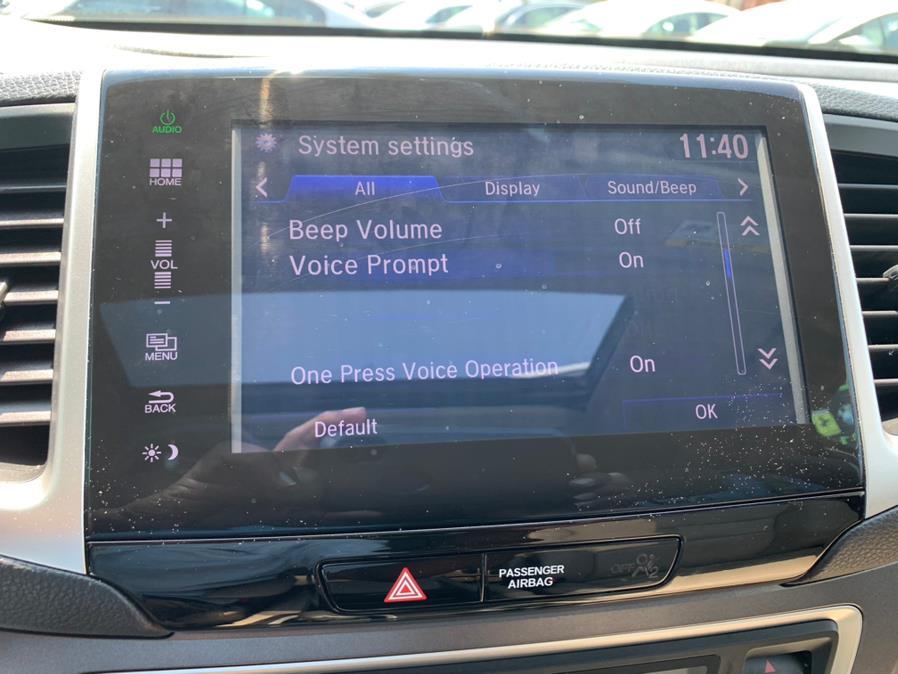 AUDIO
System settings 11:40
All Display Sound/Beep
HOME
Beep Volume Off
+
VOL
Voice Prompt On
−
MENU
One Press Voice Operation On
BACK
Default OK
PASSENGER
AIRBAG
OFF